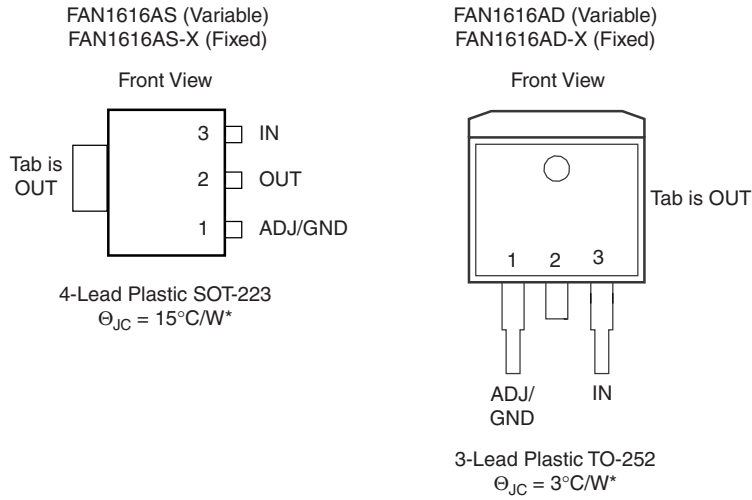 FAN1616AS (Variable)
FAN1616AS-X (Fixed)
Front View
3 IN
Tab is
OUT
2 OUT
1 ADJ/GND
4-Lead Plastic SOT-223
ΘJC = 15°C/W*
FAN1616AD (Variable)
FAN1616AD-X (Fixed)
Front View
Tab is OUT
1 2 3
ADJ/
GND
IN
3-Lead Plastic TO-252
ΘJC = 3°C/W*